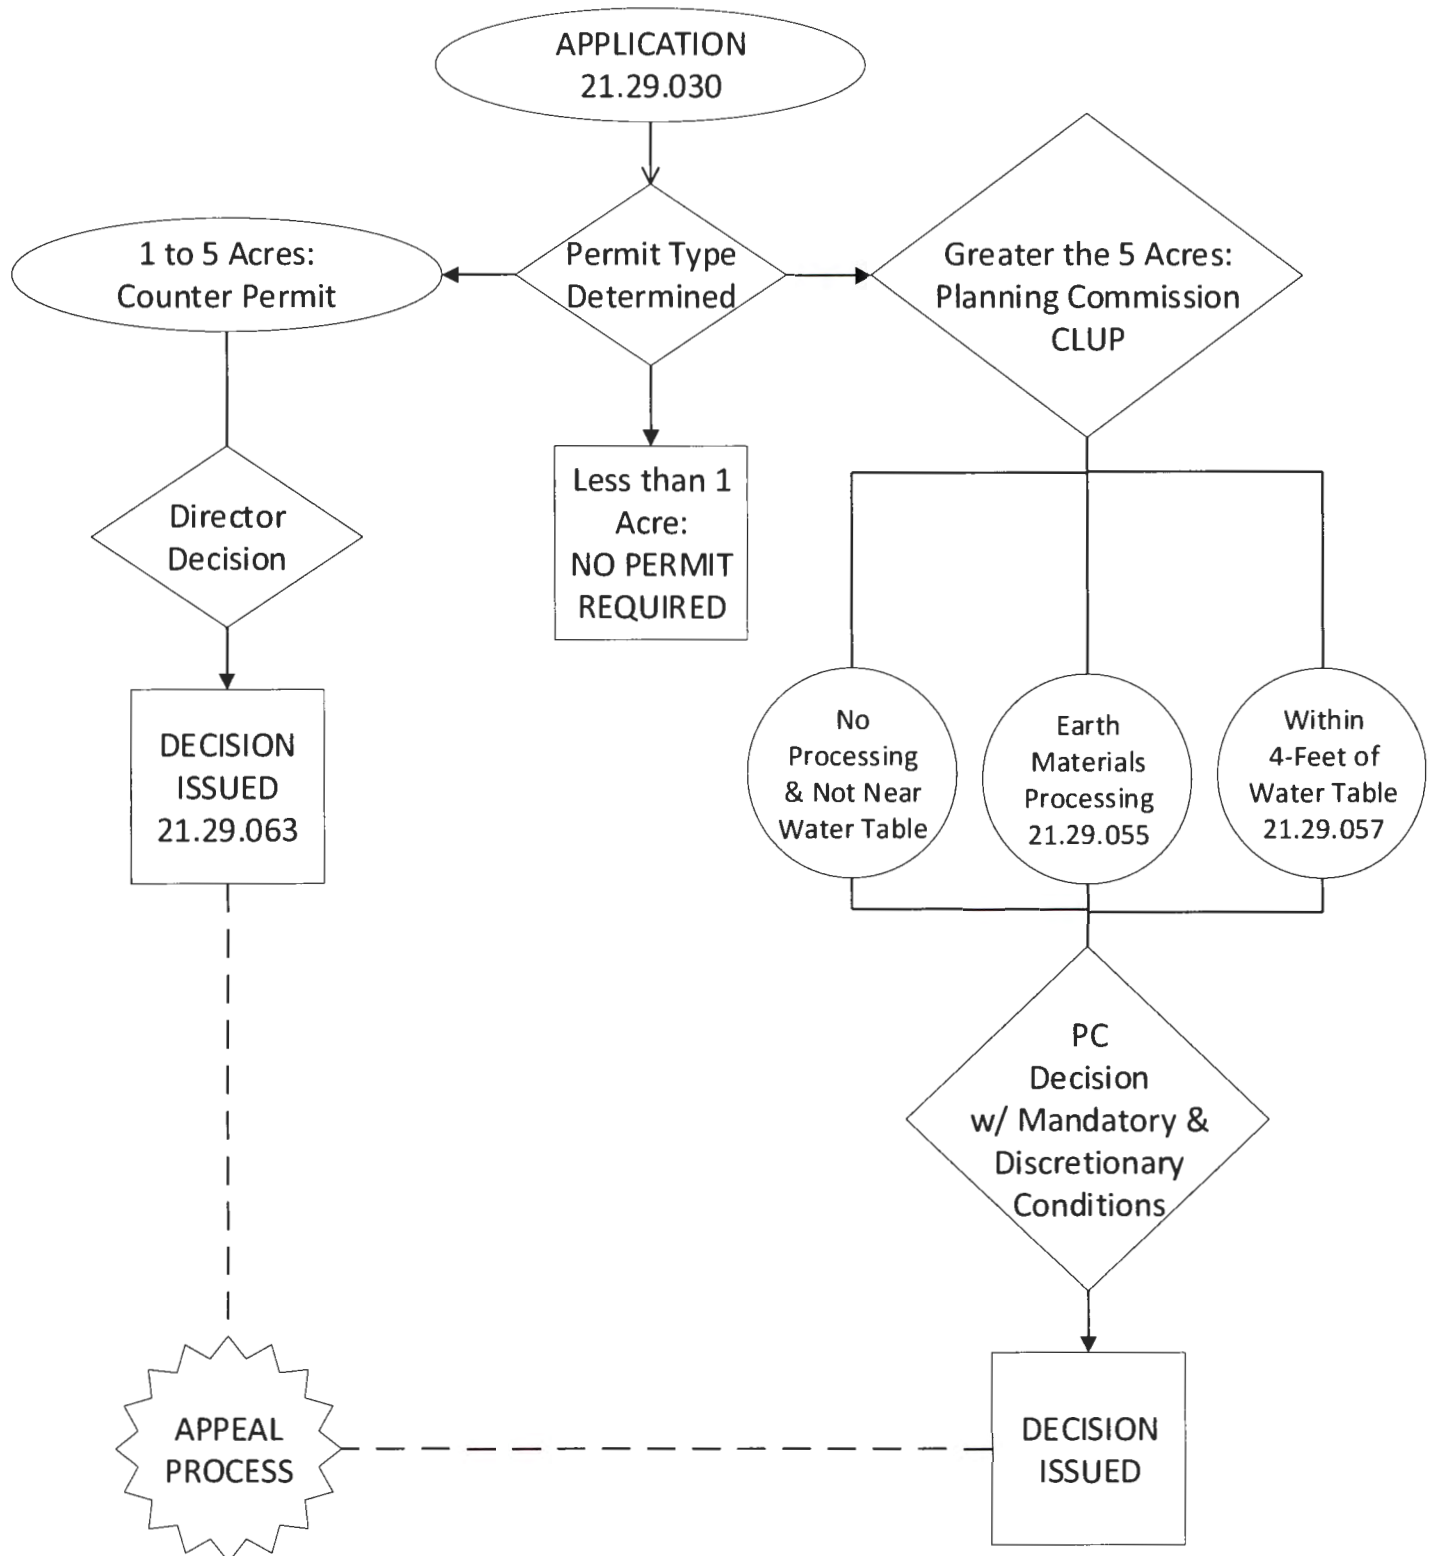 APPLICATION
21.29.030
1 to 5 Acres:
Counter Permit
Permit Type
Determined
Greater the 5 Acres:
Planning Commission
CLUP
Less than 1
Acre:
NO PERMIT
REQUIRED
Director
Decision
DECISION
ISSUED
21.29.063
No
Processing
& Not Near
Water Table
Earth
Materials
Processing
21.29.055
Within
4-Feet of
Water Table
21.29.057
PC
Decision
w/ Mandatory &
Discretionary
Conditions
APPEAL
PROCESS
DECISION
ISSUED